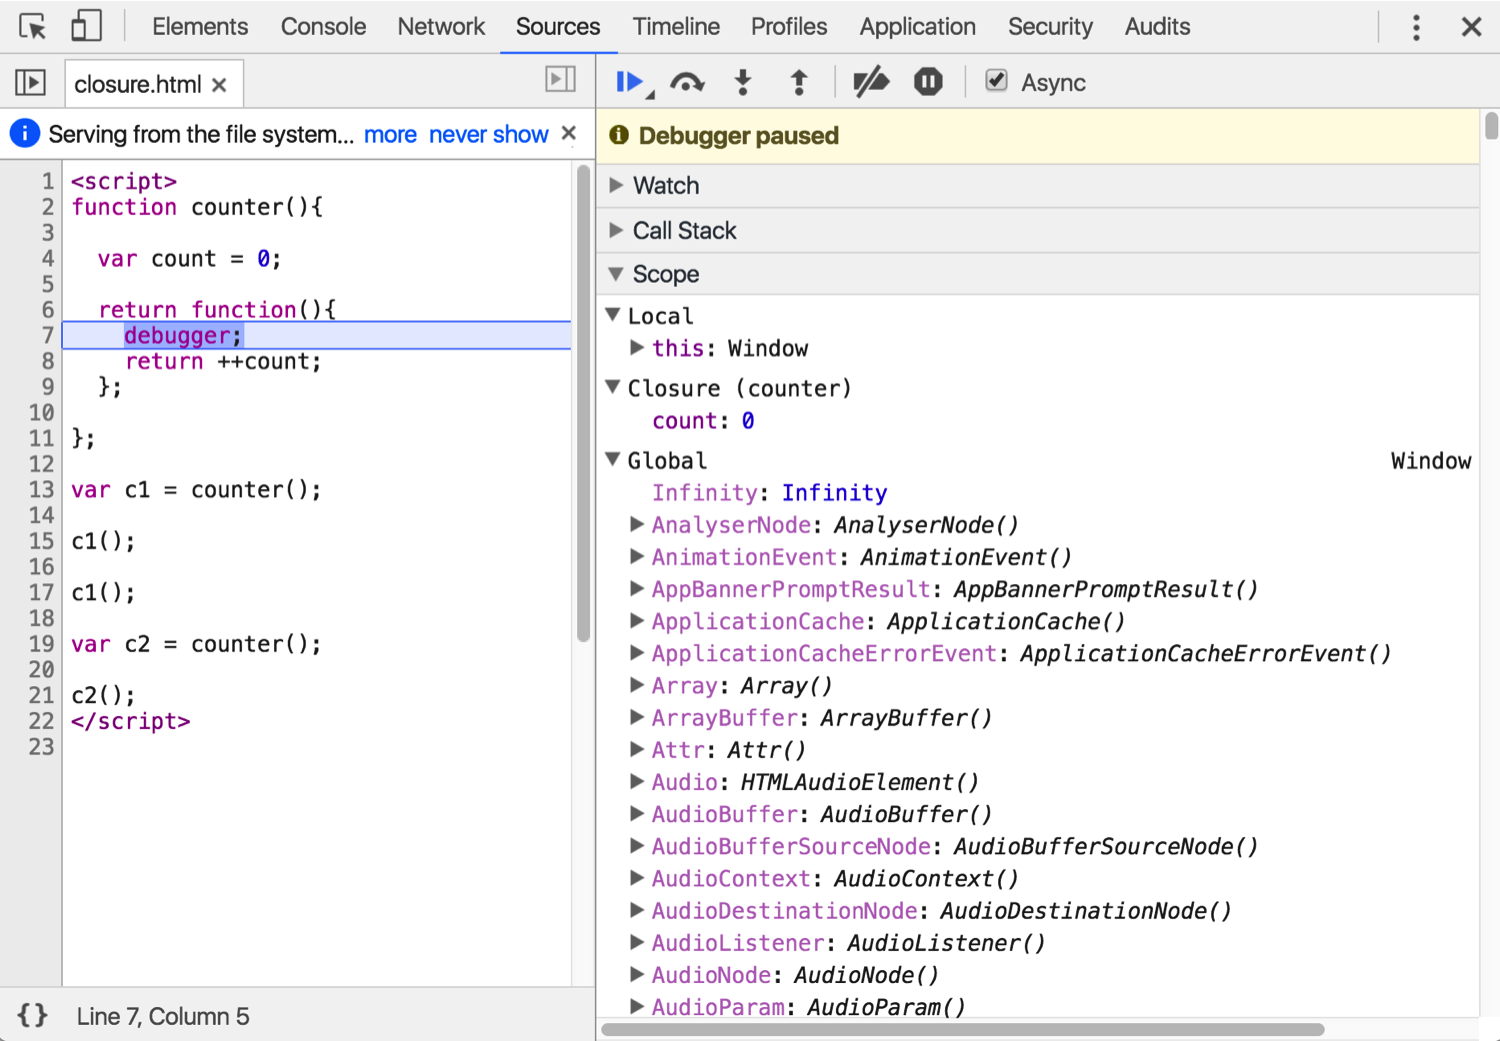 Elements Console Network Sources Timeline Profiles Application Security Audits
closure.html
Async
Serving from the file system... more never show
Debugger paused
1 <script>
2 function counter(){
3
4 var count = 0;
5
6 return function(){
7 debugger;
8 return ++count;
9 };
10
11 };
12
13 var c1 = counter();
14
15 c1();
16
17 c1();
18
19 var c2 = counter();
20
21 c2();
22 </script>
23
{} Line 7, Column 5
Watch
Call Stack
Scope
Local
this: Window
Closure (counter)
count: 0
Global Window
Infinity: Infinity
AnalyserNode: AnalyserNode()
AnimationEvent: AnimationEvent()
AppBannerPromptResult: AppBannerPromptResult()
ApplicationCache: ApplicationCache()
ApplicationCacheErrorEvent: ApplicationCacheErrorEvent()
Array: Array()
ArrayBuffer: ArrayBuffer()
Attr: Attr()
Audio: HTMLAudioElement()
AudioBuffer: AudioBuffer()
AudioBufferSourceNode: AudioBufferSourceNode()
AudioContext: AudioContext()
AudioDestinationNode: AudioDestinationNode()
AudioListener: AudioListener()
AudioNode: AudioNode()
AudioParam: AudioParam()